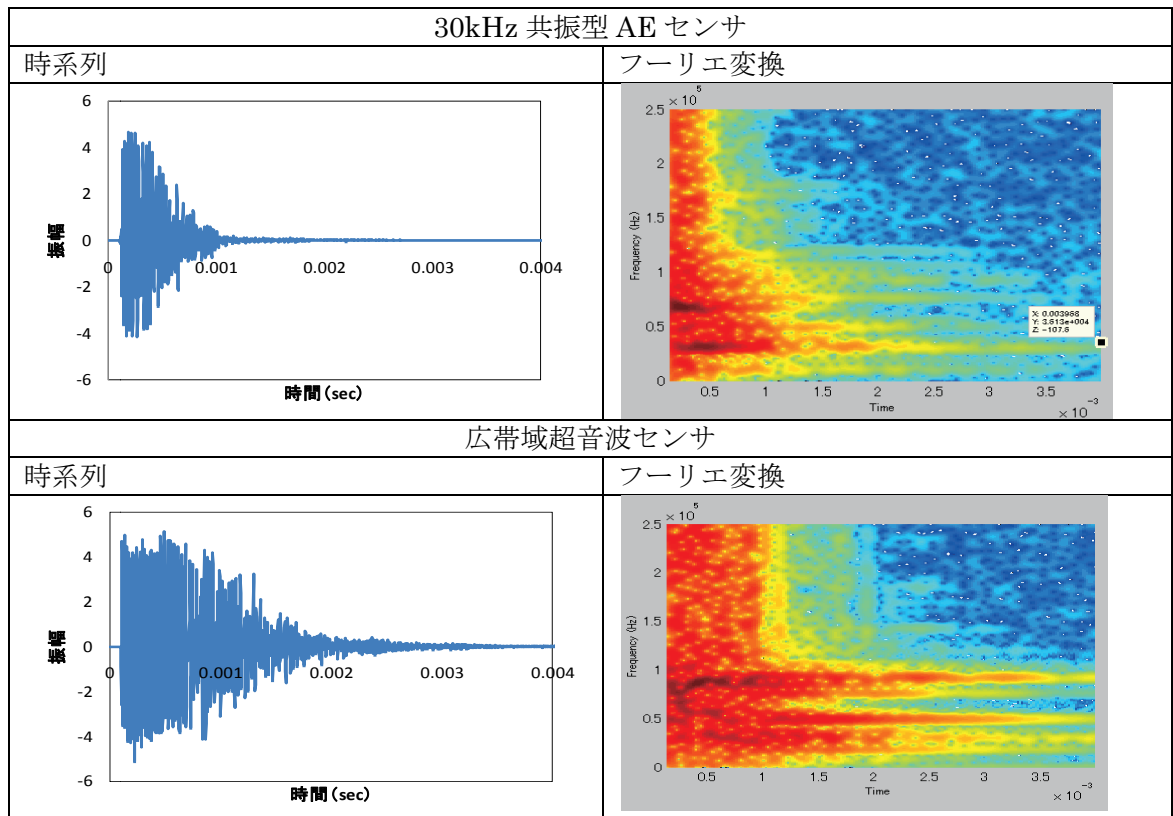 30kHz 共振型 AE センサ
時系列
フーリエ変換
6
4
2
0
-2
-4
-6
振幅
0
0.001
0.002
0.003
0.004
時間(sec)
× 10 5
2.5
2
1.5
1
0.5
0
Frequency (Hz)
X: 0.003988
Y: 3.613e+004
Z: -107.6
0.5
1
1.5
2
2.5
3
3.5
Time
× 10 -3
広帯域超音波センサ
時系列
フーリエ変換
6
4
2
0
-2
-4
-6
振幅
0
0.001
0.002
0.003
0.004
時間(sec)
× 10 5
2.5
2
1.5
1
0.5
0
Frequency (Hz)
0.5
1
1.5
2
2.5
3
3.5
Time
× 10 -3